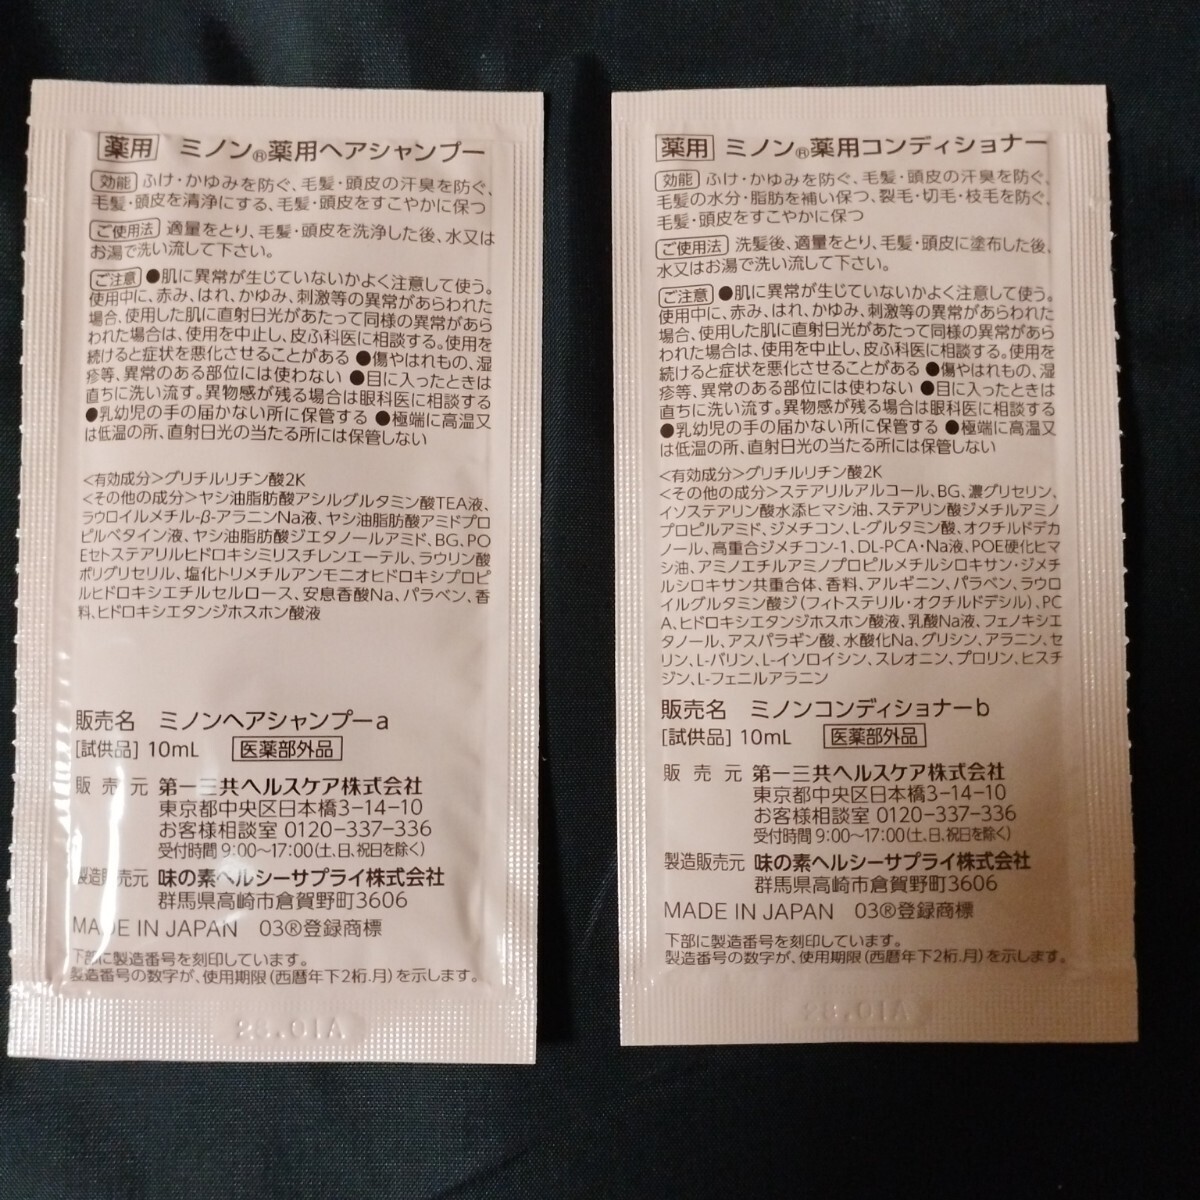 薬用 ミノン®薬用ヘアシャンプー
効能 ふけ・かゆみを防ぐ、毛髪・頭皮の汗臭を防ぐ、
毛髪・頭皮を清浄にする、毛髪・頭皮をすこやかに保つ
ご使用法 適量をとり、毛髪・頭皮を洗浄した後、水又は
お湯で洗い流して下さい。
ご注意 ●肌に異常が生じていないかよく注意して使う。
使用中に、赤み、はれ、かゆみ、刺激等の異常があらわれた
場合、使用した肌に直射日光があたって同様の異常があら
われた場合は、使用を中止し、皮ふ科医に相談する。使用を
続けると症状を悪化させることがある ●傷やはれもの、湿
疹等、異常のある部位には使わない ●目に入ったときは
直ちに洗い流す。異物感が残る場合は眼科医に相談する
●乳幼児の手の届かない所に保管する ●極端に高温又
は低温の所、直射日光の当たる所には保管しない
<有効成分>グリチルリチン酸2K
<その他の成分>ヤシ油脂肪酸アシルグルタミン酸TEA液、
ラウロイルメチル-β-アラニンNa液、ヤシ油脂肪酸アミドプロ
ピルベタイン液、ヤシ油脂肪酸ジエタノールアミド、BG、PO
Eセトステアリルヒドロキシミリスチレンエーテル、ラウリン酸
ポリグリセリル、塩化トリメチルアンモニオヒドロキシプロピ
ルヒドロキシエチルセルロース、安息香酸Na、パラベン、香
料、ヒドロキシエタンジホスホン酸液
販売名 ミノンヘアシャンプーa
[試供品] 10mL 医薬部外品
販売元 第一三共ヘルスケア株式会社
東京都中央区日本橋3-14-10
お客様相談室 0120-337-336
受付時間 9:00～17:00(土、日、祝日を除く)
製造販売元 味の素ヘルシーサプライ株式会社
群馬県高崎市倉賀野町3606
MADE IN JAPAN 03®登録商標
下部に製造番号を刻印しています。
製造番号の数字が、使用期限(西暦年下2桁.月)を示します。
薬用 ミノン®薬用コンディショナー
効能 ふけ・かゆみを防ぐ、毛髪・頭皮の汗臭を防ぐ、
毛髪の水分・脂肪を補い保つ、裂毛・切毛・枝毛を防ぐ、
毛髪・頭皮をすこやかに保つ
ご使用法 洗髪後、適量をとり、毛髪・頭皮に塗布した後、
水又はお湯で洗い流して下さい。
ご注意 ●肌に異常が生じていないかよく注意して使う。
使用中に、赤み、はれ、かゆみ、刺激等の異常があらわれた
場合、使用した肌に直射日光があたって同様の異常があら
われた場合は、使用を中止し、皮ふ科医に相談する。使用を
続けると症状を悪化させることがある ●傷やはれもの、湿
疹等、異常のある部位には使わない ●目に入ったときは
直ちに洗い流す。異物感が残る場合は眼科医に相談する
●乳幼児の手の届かない所に保管する ●極端に高温又
は低温の所、直射日光の当たる所には保管しない
<有効成分>グリチルリチン酸2K
<その他の成分>ステアリルアルコール、BG、濃グリセリン、
イソステアリン酸水添ヒマシ油、ステアリン酸ジメチルアミノ
プロピルアミド、ジメチコン、L-グルタミン酸、オクチルドデカ
ノール、高重合ジメチコン-1、DL-PCA・Na液、POE硬化ヒマ
シ油、アミノエチルアミノプロピルメチルシロキサン・ジメチ
ルシロキサン共重合体、香料、アルギニン、パラベン、ラウロ
イルグルタミン酸ジ(フィトステリル・オクチルドデシル)、PC
A、ヒドロキシエタンジホスホン酸液、乳酸Na液、フェノキシエ
タノール、アスパラギン酸、水酸化Na、グリシン、アラニン、セ
リン、L-バリン、L-イソロイシン、スレオニン、プロリン、ヒスチ
ジン、L-フェニルアラニン
販売名 ミノンコンディショナーb
[試供品] 10mL 医薬部外品
販売元 第一三共ヘルスケア株式会社
東京都中央区日本橋3-14-10
お客様相談室 0120-337-336
受付時間 9:00～17:00(土、日、祝日を除く)
製造販売元 味の素ヘルシーサプライ株式会社
群馬県高崎市倉賀野町3606
MADE IN JAPAN 03®登録商標
下部に製造番号を刻印しています。
製造番号の数字が、使用期限(西暦年下2桁.月)を示します。